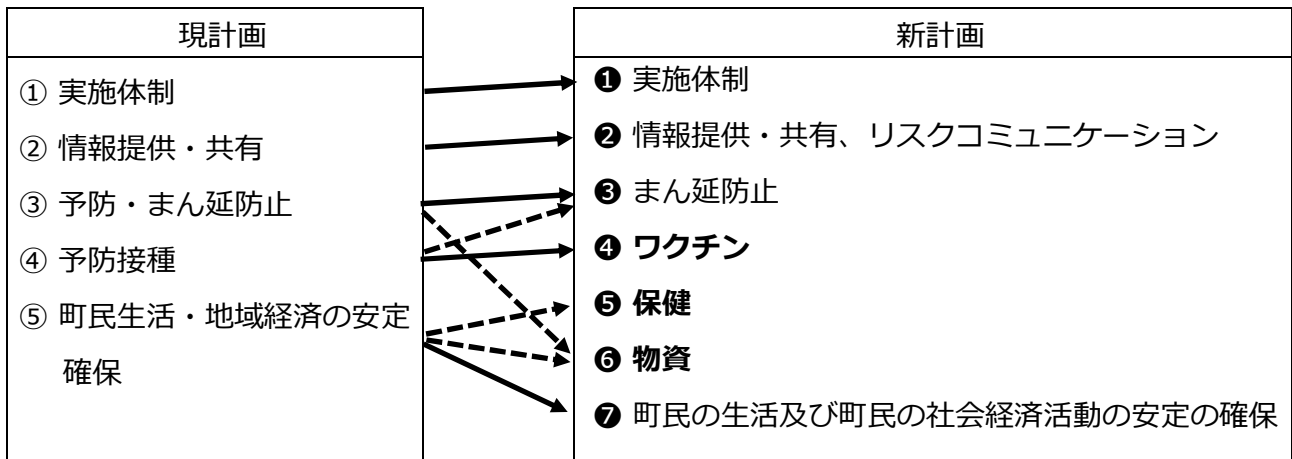 現計画
① 実施体制
② 情報提供・共有
③ 予防・まん延防止
④ 予防接種
⑤ 町民生活・地域経済の安定
確保
新計画
❶ 実施体制
❷ 情報提供・共有、リスクコミュニケーション
❸ まん延防止
❹ ワクチン
❺ 保健
❻ 物資
❼ 町民の生活及び町民の社会経済活動の安定の確保